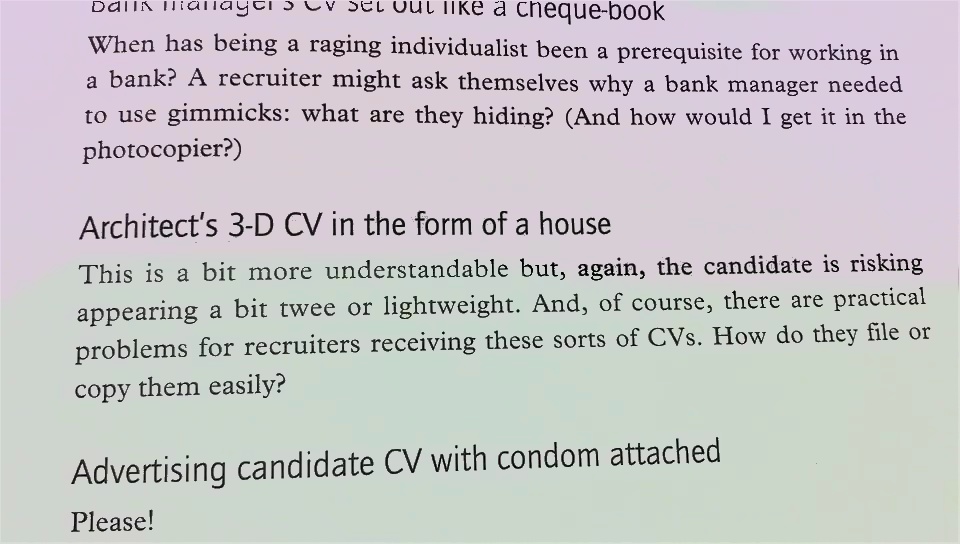 Bank manager's CV set out like a cheque-book
When has being a raging individualist been a prerequisite for working in
a bank? A recruiter might ask themselves why a bank manager needed
to use gimmicks: what are they hiding? (And how would I get it in the
photocopier?)
Architect's 3-D CV in the form of a house
This is a bit more understandable but, again, the candidate is risking
appearing a bit twee or lightweight. And, of course, there are practical
problems for recruiters receiving these sorts of CVs. How do they file or
copy them easily?
Advertising candidate CV with condom attached
Please!